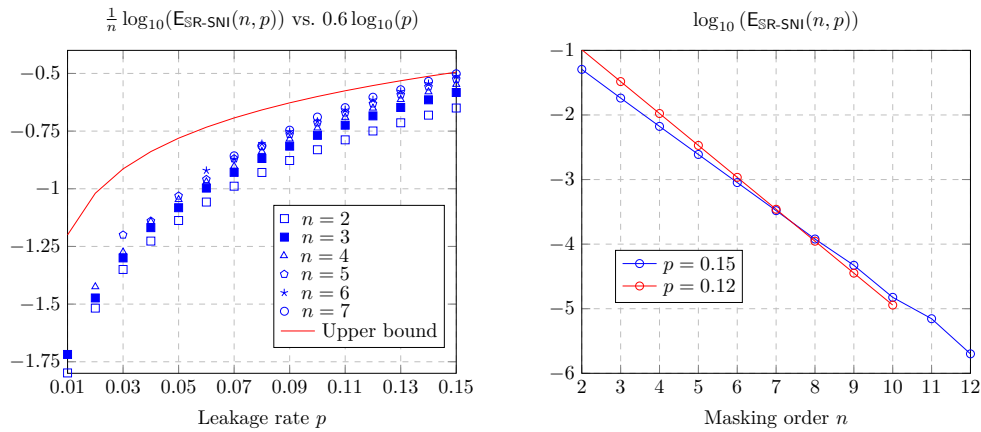 1/n log₁₀(E_𝕊R-SNI(n, p)) vs. 0.6 log₁₀(p)
−0.5
−0.75
−1
−1.25
−1.5
−1.75
0.01 0.03 0.05 0.07 0.09 0.11 0.13 0.15
Leakage rate p
n = 2
n = 3
n = 4
n = 5
n = 6
n = 7
Upper bound
log₁₀ (E_𝕊R-SNI(n, p))
−1
−2
−3
−4
−5
−6
2 3 4 5 6 7 8 9 10 11 12
Masking order n
p = 0.15
p = 0.12